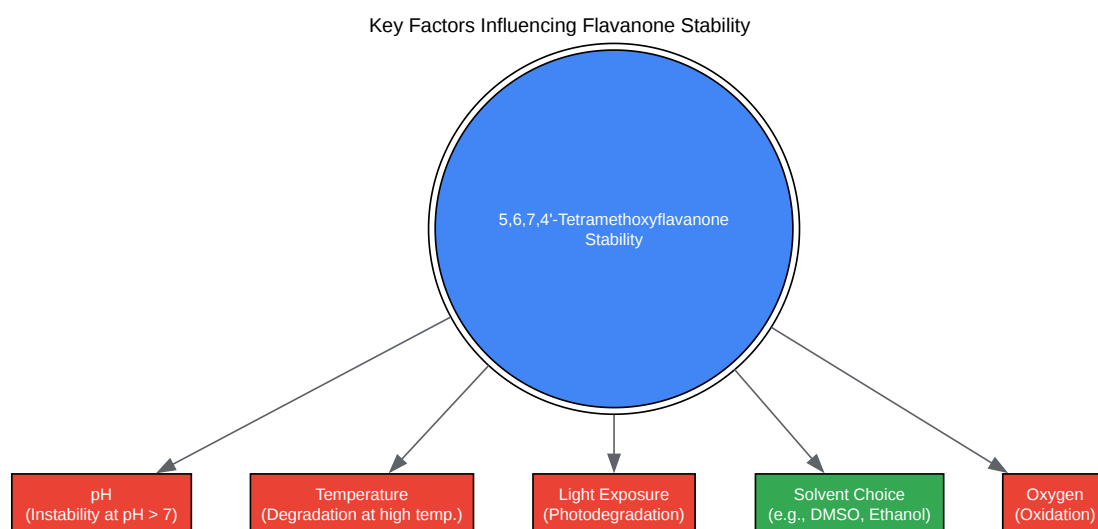 Key Factors Influencing Flavanone Stability
5,6,7,4'-Tetramethoxyflavanone
Stability
pH
(Instability at pH > 7)
Temperature
(Degradation at high temp.)
Light Exposure
(Photodegradation)
Solvent Choice
(e.g., DMSO, Ethanol)
Oxygen
(Oxidation)